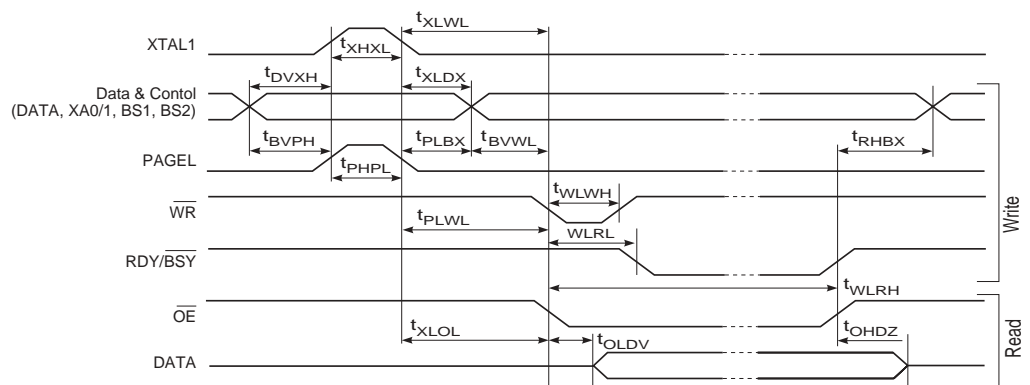 tXLWL
XTAL1
tXHXL
tDVXH
tXLDX
Data & Contol
(DATA, XA0/1, BS1, BS2)
tBVPH
tPLBX
tBVWL
tRHBX
PAGEL
tPHPL
tWLWH
WR
tPLWL
WLRL
RDY/BSY
Write
tWLRH
OE
tXLOL
tOHDZ
tOLDV
DATA
Read